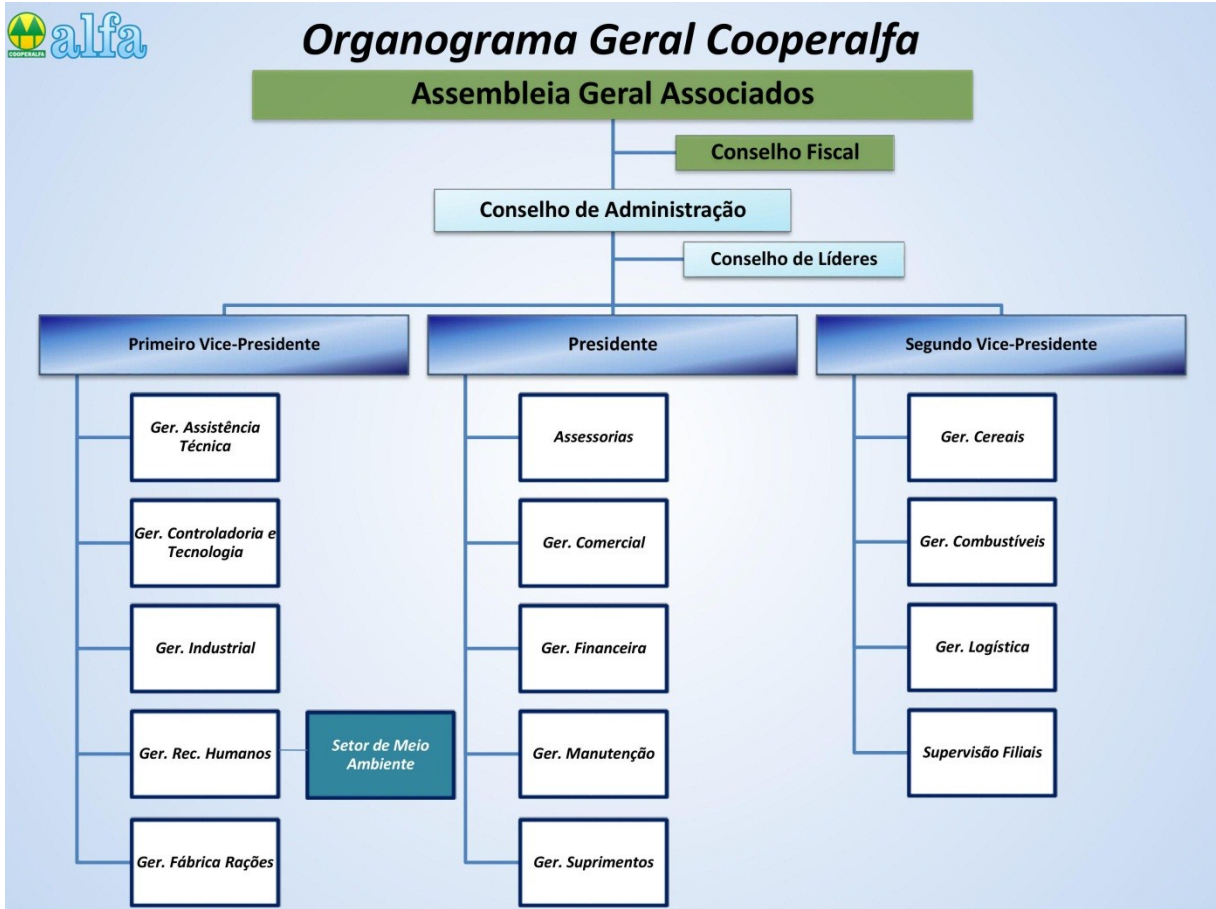 COOPERALFA
alfa
Organograma Geral Cooperalfa
Assembleia Geral Associados
Conselho Fiscal
Conselho de Administração
Conselho de Líderes
Primeiro Vice-Presidente
Presidente
Segundo Vice-Presidente
Ger. Assistência
Técnica
Assessorias
Ger. Cereais
Ger. Controladoria e
Tecnologia
Ger. Comercial
Ger. Combustíveis
Ger. Industrial
Ger. Financeira
Ger. Logística
Ger. Rec. Humanos
Setor de Meio
Ambiente
Ger. Manutenção
Supervisão Filiais
Ger. Fábrica Rações
Ger. Suprimentos